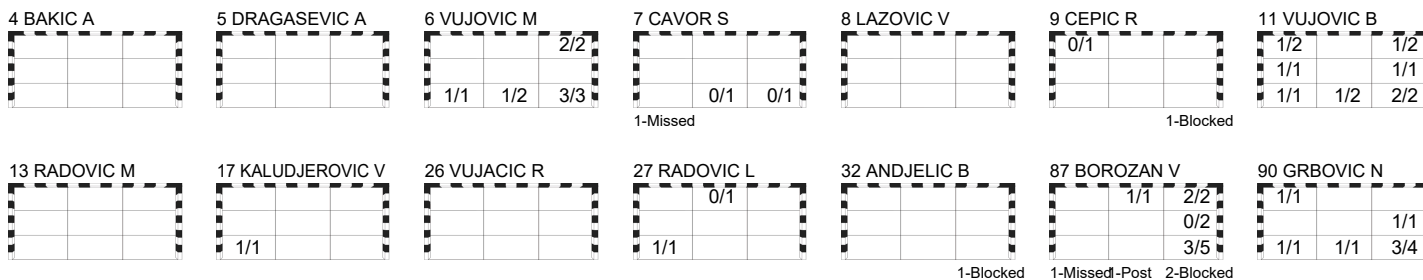 4 BAKIC A 5 DRAGASEVIC A 6 VUJOVIC M 7 CAVOR S 8 LAZOVIC V 9 CEPIC R 11 VUJOVIC B
2/2 0/1 1/2 1/2
1/1 1/1
1/1 1/2 3/3 0/1 0/1 1/1 1/2 2/2
1-Missed 1-Blocked
13 RADOVIC M 17 KALUDJEROVIC V 26 VUJACIC R 27 RADOVIC L 32 ANDJELIC B 87 BOROZAN V 90 GRBOVIC N
0/1 1/1 2/2 1/1
0/2 1/1
1/1 1/1 3/5 1/1 1/1 3/4
1-Blocked 1-Missed 1-Post 2-Blocked